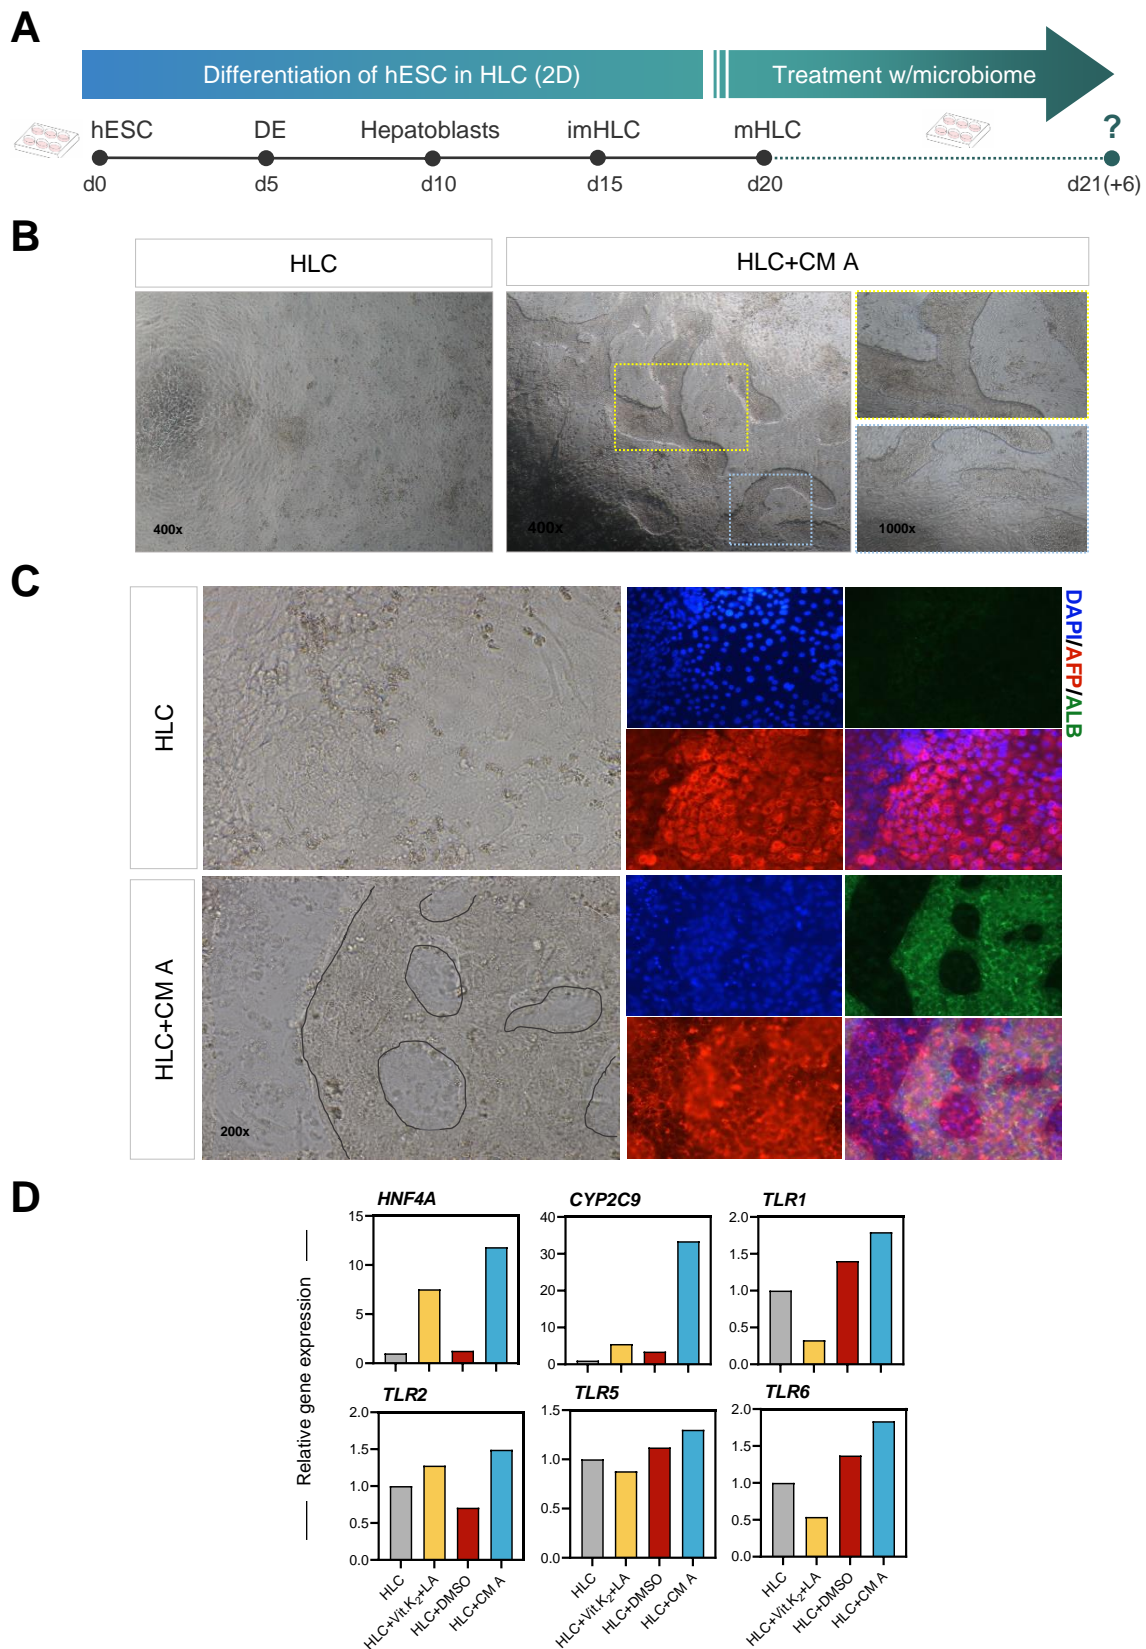 A
Differentiation of hESC in HLC (2D)
Treatment w/microbiome
hESC
DE
Hepatoblasts
imHLC
mHLC
?
d0
d5
d10
d15
d20
d21(+6)
B
HLC
HLC+CM A
400x
400x
1000x
C
HLC
DAPI/AFP/ALB
HLC+CM A
200x
D
Relative gene expression
HNF4A
15
10
5
0
CYP2C9
40
30
20
10
0
TLR1
2.0
1.5
1.0
0.5
0.0
TLR2
2.0
1.5
1.0
0.5
0.0
HLC
HLC+Vit.K₂+LA
HLC+DMSO
HLC+CM A
TLR5
1.5
1.0
0.5
0.0
HLC
HLC+Vit.K₂+LA
HLC+DMSO
HLC+CM A
TLR6
2.0
1.5
1.0
0.5
0.0
HLC
HLC+Vit.K₂+LA
HLC+DMSO
HLC+CM A